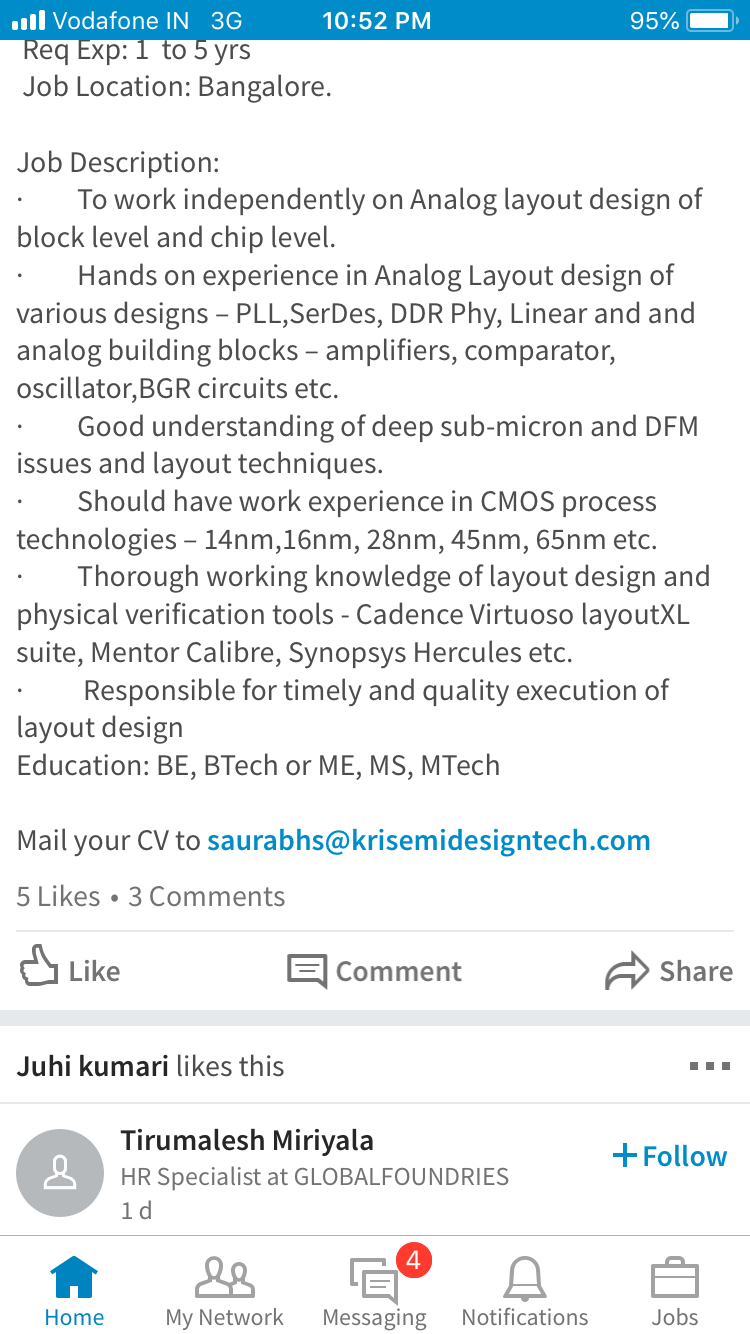 Vodafone IN 3G 10:52 PM 95%
Req Exp: 1 to 5 yrs
Job Location: Bangalore.
Job Description:
· To work independently on Analog layout design of
block level and chip level.
· Hands on experience in Analog Layout design of
various designs – PLL,SerDes, DDR Phy, Linear and and
analog building blocks – amplifiers, comparator,
oscillator,BGR circuits etc.
· Good understanding of deep sub-micron and DFM
issues and layout techniques.
· Should have work experience in CMOS process
technologies – 14nm,16nm, 28nm, 45nm, 65nm etc.
· Thorough working knowledge of layout design and
physical verification tools - Cadence Virtuoso layoutXL
suite, Mentor Calibre, Synopsys Hercules etc.
· Responsible for timely and quality execution of
layout design
Education: BE, BTech or ME, MS, MTech
Mail your CV to saurabhs@krisemidesigntech.com
5 Likes • 3 Comments
Like Comment Share
Juhi kumari likes this
Tirumalesh Miriyala
+Follow
HR Specialist at GLOBALFOUNDRIES
1 d
4
Home My Network Messaging Notifications Jobs